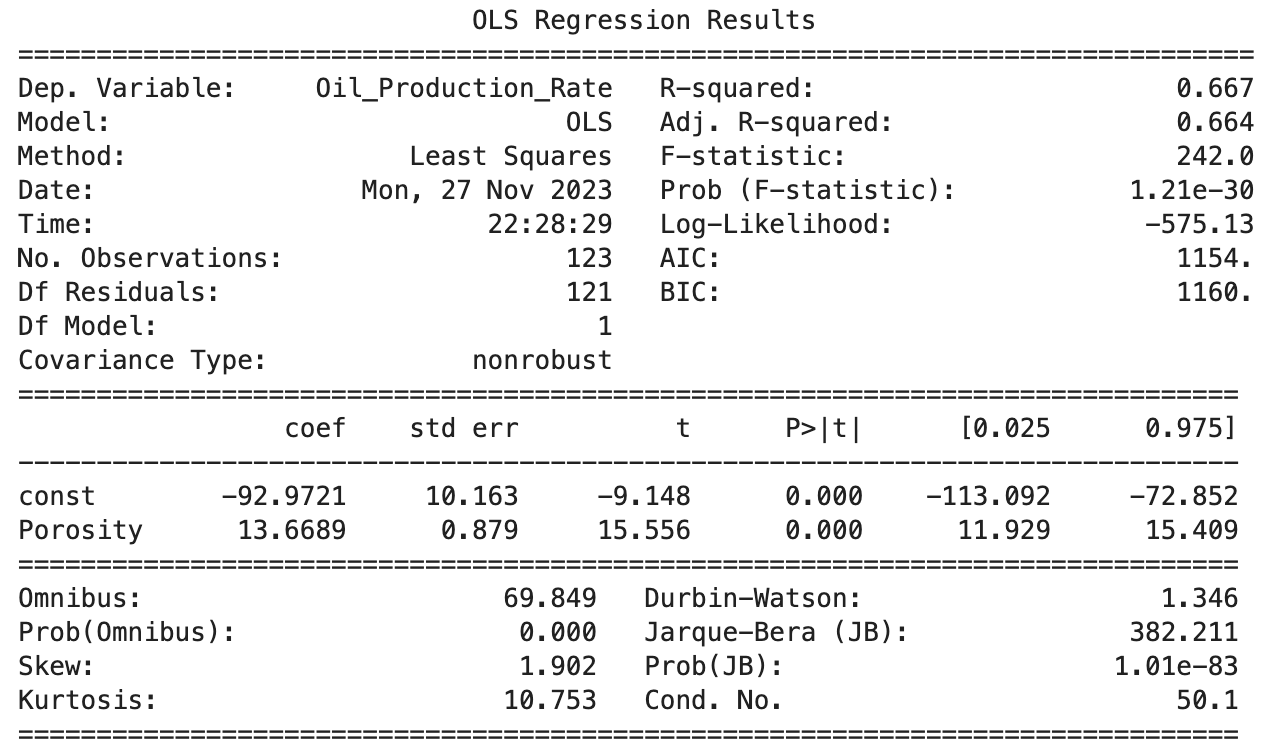 OLS Regression Results
==============================================================================
Dep. Variable:     Oil_Production_Rate   R-squared:                       0.667
Model:                             OLS   Adj. R-squared:                  0.664
Method:                  Least Squares   F-statistic:                     242.0
Date:                 Mon, 27 Nov 2023   Prob (F-statistic):           1.21e-30
Time:                         22:28:29   Log-Likelihood:                -575.13
No. Observations:                  123   AIC:                             1154.
Df Residuals:                      121   BIC:                             1160.
Df Model:                            1
Covariance Type:             nonrobust
==============================================================================
                 coef    std err          t      P>|t|      [0.025      0.975]
------------------------------------------------------------------------------
const        -92.9721     10.163     -9.148      0.000    -113.092     -72.852
Porosity      13.6689      0.879     15.556      0.000      11.929      15.409
==============================================================================
Omnibus:                       69.849   Durbin-Watson:                   1.346
Prob(Omnibus):                  0.000   Jarque-Bera (JB):              382.211
Skew:                           1.902   Prob(JB):                     1.01e-83
Kurtosis:                      10.753   Cond. No.                         50.1
==============================================================================